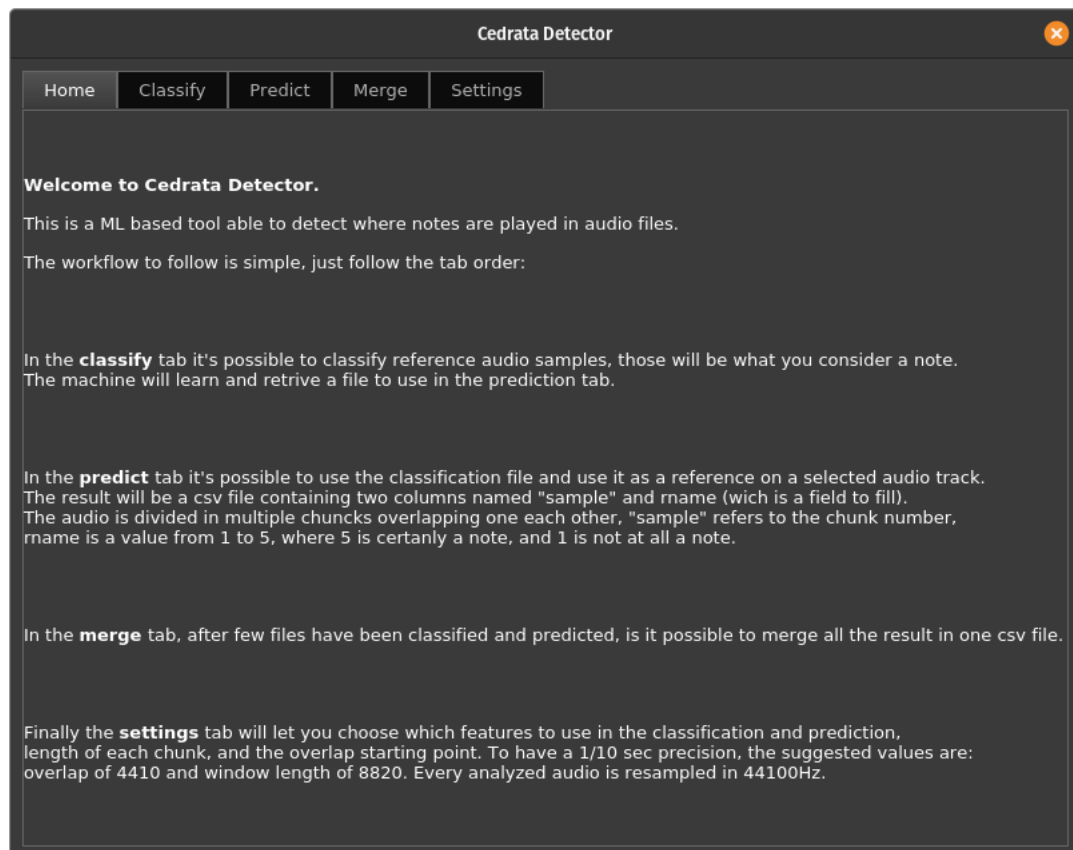 Cedrata Detector
Home
Classify
Predict
Merge
Settings
Welcome to Cedrata Detector.
This is a ML based tool able to detect where notes are played in audio files.
The workflow to follow is simple, just follow the tab order:
In the classify tab it's possible to classify reference audio samples, those will be what you consider a note.
The machine will learn and retrive a file to use in the prediction tab.
In the predict tab it's possible to use the classification file and use it as a reference on a selected audio track.
The result will be a csv file containing two columns named "sample" and rname (wich is a field to fill).
The audio is divided in multiple chuncks overlapping one each other, "sample" refers to the chunk number,
rname is a value from 1 to 5, where 5 is certanly a note, and 1 is not at all a note.
In the merge tab, after few files have been classified and predicted, is it possible to merge all the result in one csv file.
Finally the settings tab will let you choose which features to use in the classification and prediction,
length of each chunk, and the overlap starting point. To have a 1/10 sec precision, the suggested values are:
overlap of 4410 and window length of 8820. Every analyzed audio is resampled in 44100Hz.